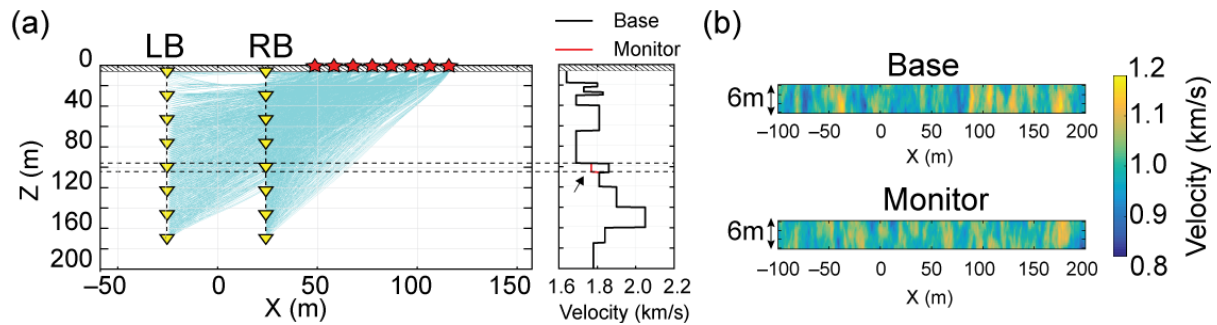 (a)
LB
RB
Base
Monitor
0
40
80
120
160
200
Z (m)
−50
0
50
100
150
X (m)
1.6
1.8
2.0
2.2
Velocity (km/s)
(b)
Base
6m
−100
−50
0
50
100
150
200
X (m)
Monitor
6m
−100
−50
0
50
100
150
200
X (m)
1.2
1.1
1.0
0.9
0.8
Velocity (km/s)